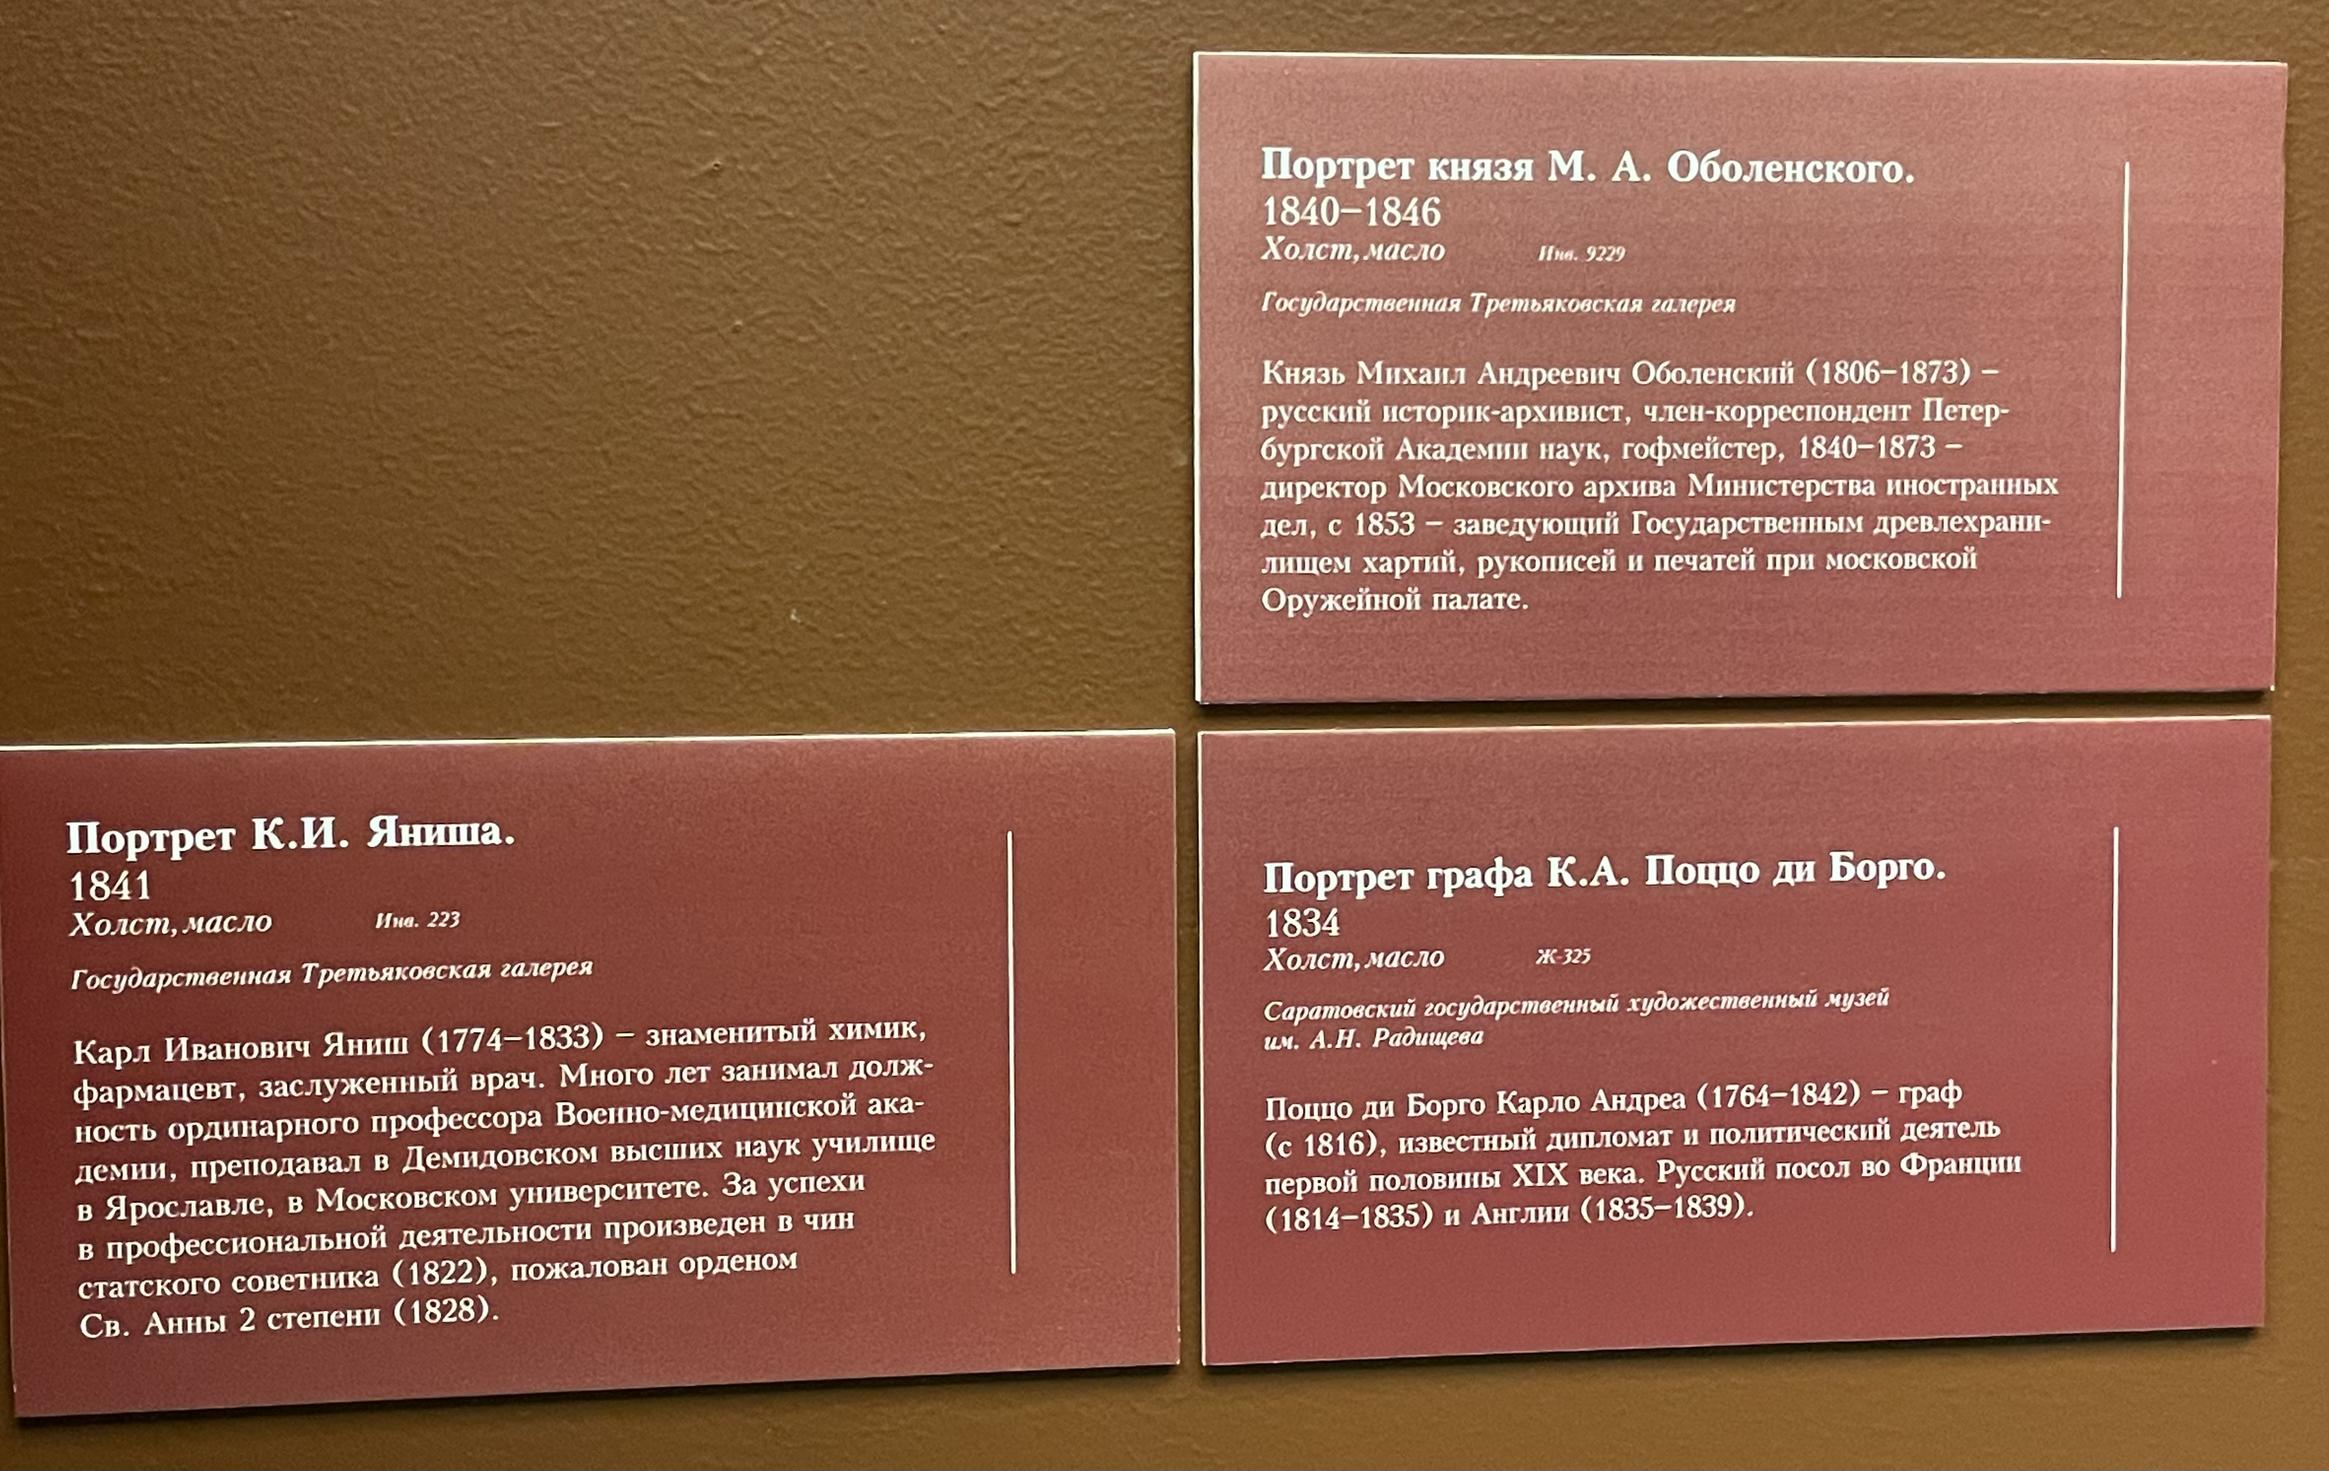 Портрет князя М. А. Оболенского.
1840–1846
Холст, масло Инв. 9229
Государственная Третьяковская галерея
Князь Михаил Андреевич Оболенский (1806–1873) –
русский историк-архивист, член-корреспондент Петер-
бургской Академии наук, гофмейстер, 1840–1873 –
директор Московского архива Министерства иностранных
дел, с 1853 – заведующий Государственным древлехрани-
лищем хартий, рукописей и печатей при московской
Оружейной палате.
Портрет К.И. Яниша.
1841
Холст, масло Инв. 223
Государственная Третьяковская галерея
Карл Иванович Яниш (1774–1833) – знаменитый химик,
фармацевт, заслуженный врач. Много лет занимал долж-
ность ординарного профессора Военно-медицинской ака-
демии, преподавал в Демидовском высших наук училище
в Ярославле, в Московском университете. За успехи
в профессиональной деятельности произведен в чин
статского советника (1822), пожалован орденом
Св. Анны 2 степени (1828).
Портрет графа К.А. Поццо ди Борго.
1834
Холст, масло Ж-325
Саратовский государственный художественный музей
им. А.Н. Радищева
Поццо ди Борго Карло Андреа (1764–1842) – граф
(с 1816), известный дипломат и политический деятель
первой половины XIX века. Русский посол во Франции
(1814–1835) и Англии (1835–1839).